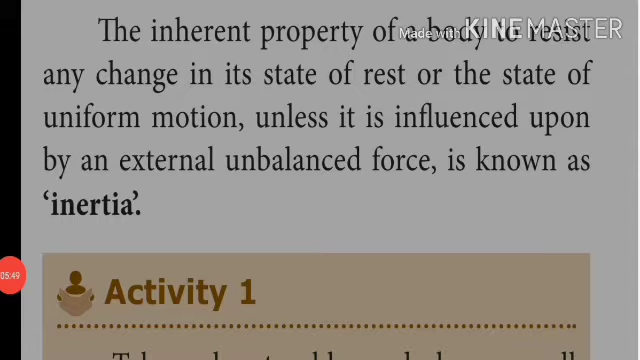 The inherent property of a body to resist
Made with KINEMASTER
any change in its state of rest or the state of
uniform motion, unless it is influenced upon
by an external unbalanced force, is known as
‘inertia’.
05:49
Activity 1